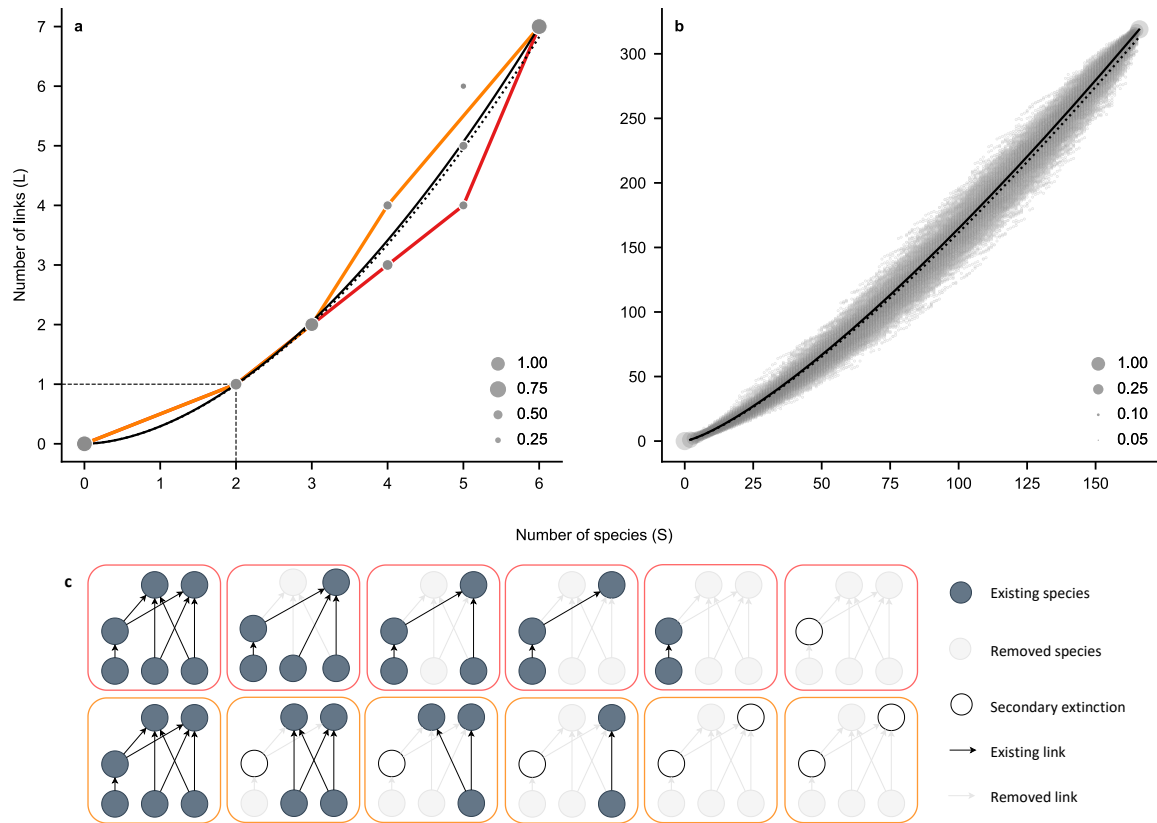 a
7
6
5
4
3
2
1
0
Number of links (L)
0 1 2 3 4 5 6
1.00
0.75
0.50
0.25
b
300
250
200
150
100
50
0
0 25 50 75 100 125 150
1.00
0.25
0.10
0.05
Number of species (S)
c
Existing species
Removed species
Secondary extinction
Existing link
Removed link